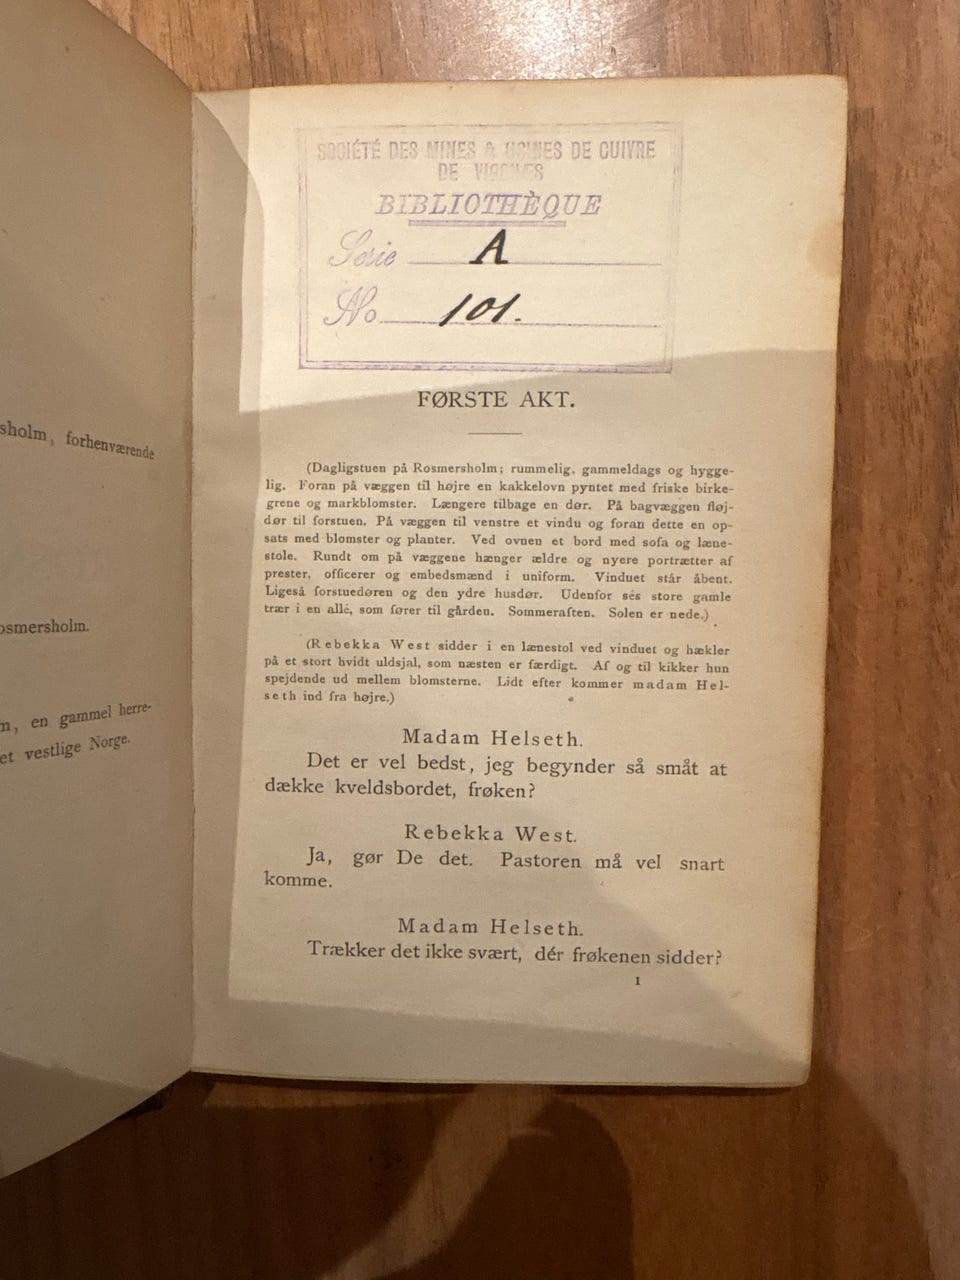 sholm, forhenværende
osmersholm.
m, en gammel herre-
et vestlige Norge.
SOCIÉTÉ DES MINES & USINES DE CUIVRE
DE VIGSNÆS
BIBLIOTHÈQUE
Serie A
No 101.
FØRSTE AKT.
(Dagligstuen på Rosmersholm; rummelig, gammeldags og hygge-
lig. Foran på væggen til højre en kakkelovn pyntet med friske birke-
grene og markblomster. Længere tilbage en dør. På bagvæggen fløj-
dør til forstuen. På væggen til venstre et vindu og foran dette en op-
sats med blomster og planter. Ved ovnen et bord med sofa og læne-
stole. Rundt om på væggene hænger ældre og nyere portrætter af
prester, officerer og embedsmænd i uniform. Vinduet står åbent.
Ligeså forstuedøren og den ydre husdør. Udenfor sés store gamle
trær i en allé, som fører til gården. Sommeraften. Solen er nede.)
(Rebekka West sidder i en lænestol ved vinduet og hækler
på et stort hvidt uldsjal, som næsten er færdigt. Af og til kikker hun
spejdende ud mellem blomsterne. Lidt efter kommer madam Hel-
seth ind fra højre.)
Madam Helseth.
Det er vel bedst, jeg begynder så småt at
dække kveldsbordet, frøken?
Rebekka West.
Ja, gør De det. Pastoren må vel snart
komme.
Madam Helseth.
Trækker det ikke svært, dér frøkenen sidder?
1